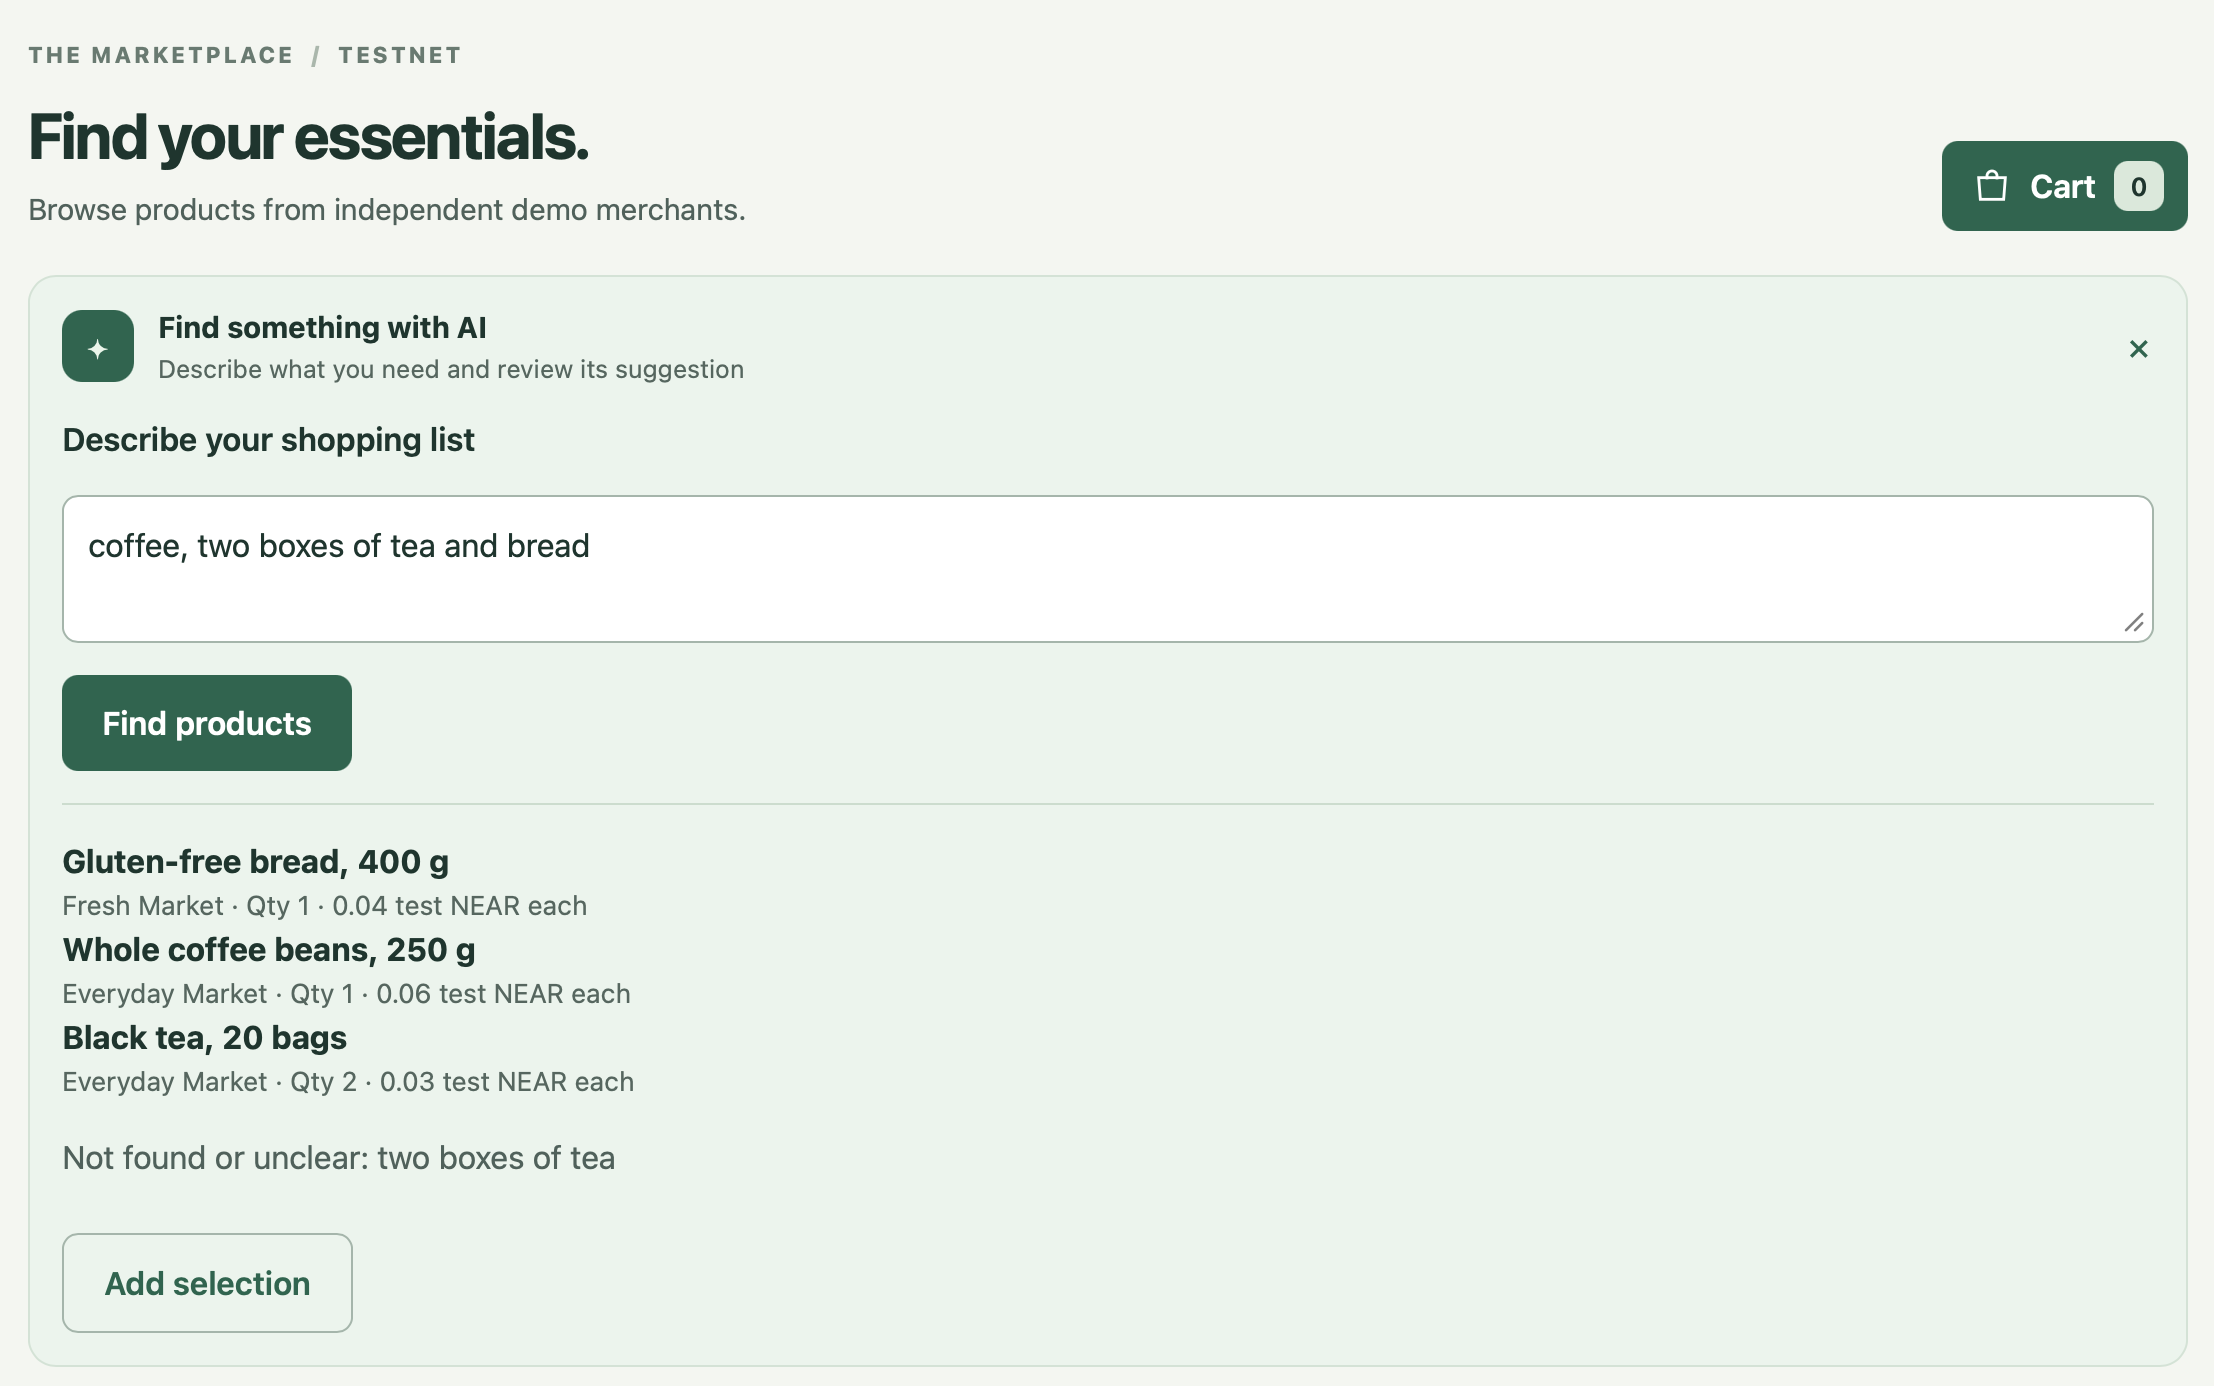 THE MARKETPLACE / TESTNET
Find your essentials.
Browse products from independent demo merchants.
Cart 0
Find something with AI
Describe what you need and review its suggestion
×
Describe your shopping list
coffee, two boxes of tea and bread
Find products
Gluten-free bread, 400 g
Fresh Market · Qty 1 · 0.04 test NEAR each
Whole coffee beans, 250 g
Everyday Market · Qty 1 · 0.06 test NEAR each
Black tea, 20 bags
Everyday Market · Qty 2 · 0.03 test NEAR each
Not found or unclear: two boxes of tea
Add selection